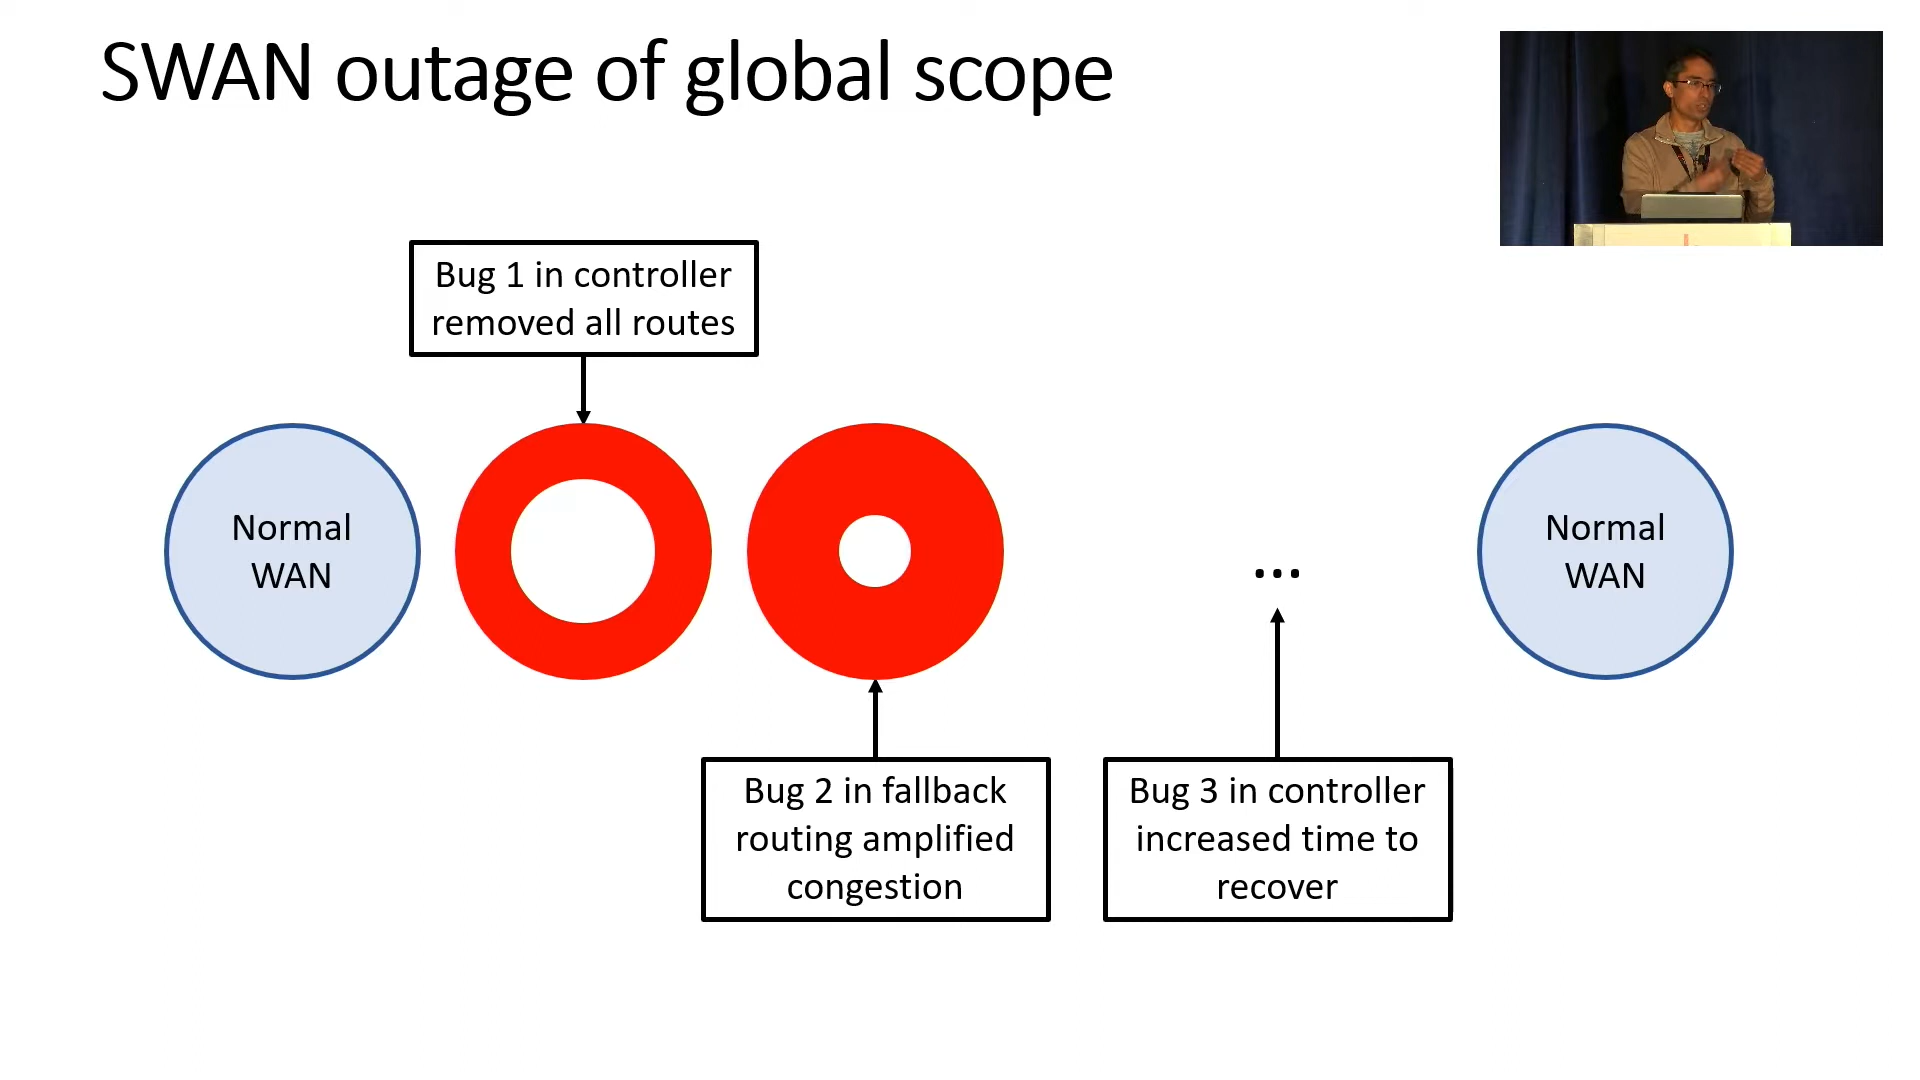 SWAN outage of global scope
Bug 1 in controller
removed all routes
Normal
WAN
...
Normal
WAN
Bug 2 in fallback
routing amplified
congestion
Bug 3 in controller
increased time to
recover